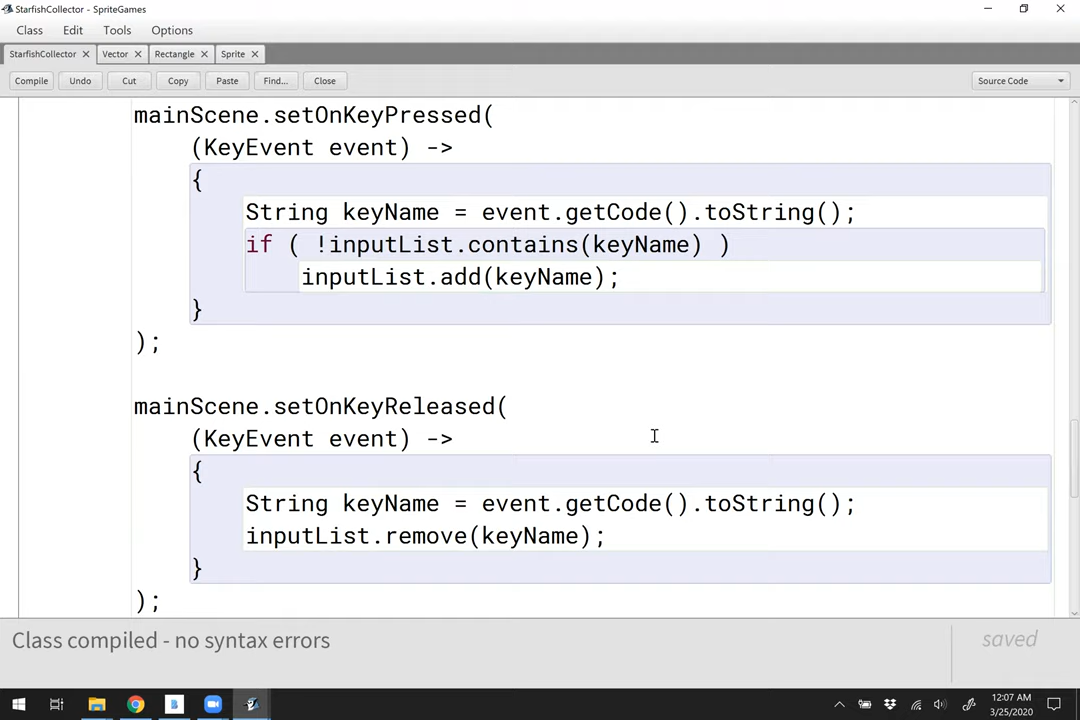 StarfishCollector - SpriteGames
Class Edit Tools Options
StarfishCollector Vector Rectangle Sprite
Compile Undo Cut Copy Paste Find... Close Source Code
mainScene.setOnKeyPressed(
(KeyEvent event) ->
{
String keyName = event.getCode().toString();
if ( !inputList.contains(keyName) )
inputList.add(keyName);
}
);
mainScene.setOnKeyReleased(
(KeyEvent event) ->
{
String keyName = event.getCode().toString();
inputList.remove(keyName);
}
);
Class compiled - no syntax errors
saved
12:07 AM
3/25/2020